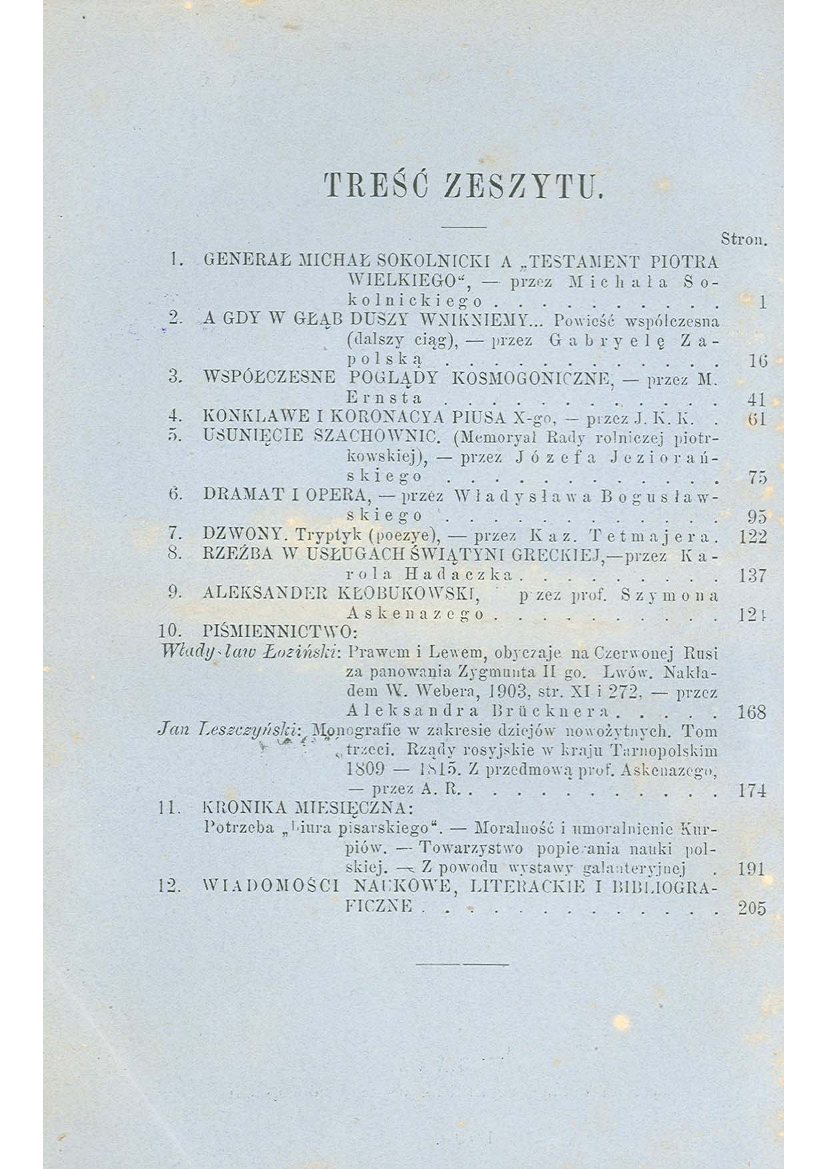 TREŚĆ ZESZYTU.
Stron.
1. GENERAŁ MICHAŁ SOKOLNICKI A „TESTAMENT PIOTRA
WIELKIEGO“, — przez Michała So-
kolnickiego . . . . . . . . . . 1
2. A GDY W GŁĄB DUSZY WNIKNIEMY... Powieść współczesna
(dalszy ciąg), — przez Gabryelę Za-
polską . . . . . . . . . . . . 16
3. WSPÓŁCZESNE POGLĄDY KOSMOGONICZNE, — przez M.
Ernsta . . . . . . . . . . . . 41
4. KONKLAWE I KORONACYA PIUSA X-go, — przez J. K. K. . 61
5. USUNIĘCIE SZACHOWNIC. (Memoryał Rady rolniczej piotr-
kowskiej), — przez Józefa Jeziorań-
skiego . . . . . . . . . . . . 75
6. DRAMAT I OPERA, — przez Władysława Bogusław-
skiego . . . . . . . . . . . . 95
7. DZWONY. Tryptyk (poezye), — przez Kaz. Tetmajera. 122
8. RZEŹBA W USŁUGACH ŚWIĄTYNI GRECKIEJ,—przez Ka-
rola Hadaczka . . . . . . . . . 137
9. ALEKSANDER KŁOBUKOWSKI, p zez prof. Szymona
Askenazego . . . . . . . . . .
10. PIŚMIENNICTWO:
Włady·ław Łoziński: Prawem i Lewem, obyczaje na Czerwonej Rusi
za panowania Zygmunta II go. Lwów. Nakła-
dem W. Webera, 1903, str. XI i 272, — przez
Aleksandra Brücknera . . . . . 168
Jan Leszczyński: Monografie w zakresie dziejów nowożytnych. Tom
trzeci. Rządy rosyjskie w kraju Tarnopolskim
1809 — 1815. Z przedmową prof. Askenazego,
— przez A. R. . . . . . . . . . . . 174
11. KRONIKA MIESIĘCZNA:
Potrzeba „biura pisarskiego“. — Moralność i umoralnienie Kur-
piów. — Towarzystwo popierania nauki pol-
skiej. — Z powodu wystawy galanteryjnej . 191
12. WIADOMOŚCI NAUKOWE, LITERACKIE I BIBLIOGRA-
FICZNE . . . . . . . . . . . . . 205